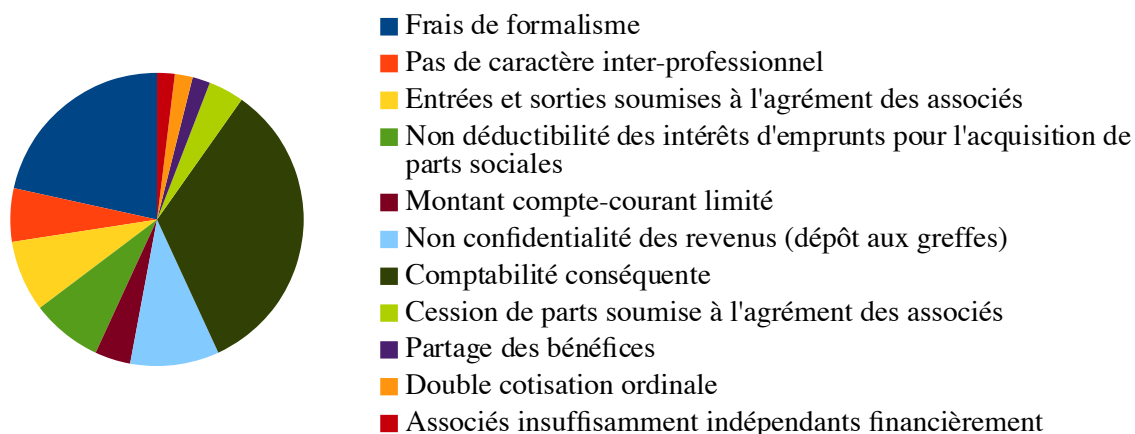 Frais de formalisme
Pas de caractère inter-professionnel
Entrées et sorties soumises à l'agrément des associés
Non déductibilité des intérêts d'emprunts pour l'acquisition de
parts sociales
Montant compte-courant limité
Non confidentialité des revenus (dépôt aux greffes)
Comptabilité conséquente
Cession de parts soumise à l'agrément des associés
Partage des bénéfices
Double cotisation ordinale
Associés insuffisamment indépendants financièrement